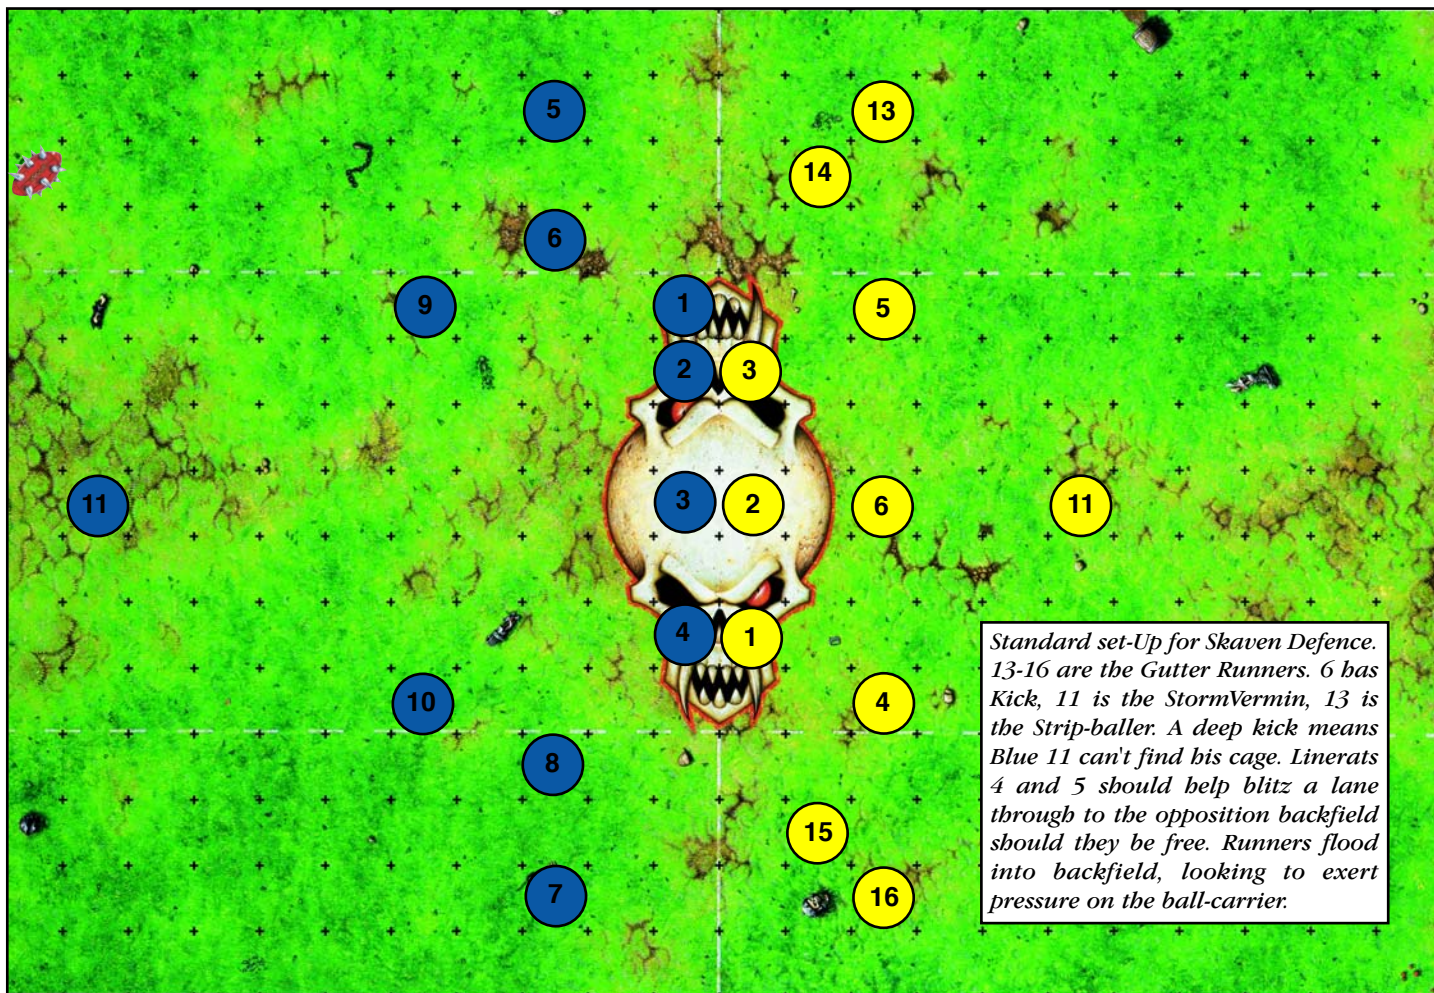 5
13
14
6
9
1
5
2
3
11
3
2
6
11
4
1
10
4
8
15
7
16
Standard set-Up for Skaven Defence.
13-16 are the Gutter Runners. 6 has
Kick, 11 is the StormVermin, 13 is
the Strip-baller. A deep kick means
Blue 11 can't find his cage. Linerats
4 and 5 should help blitz a lane
through to the opposition backfield
should they be free. Runners flood
into backfield, looking to exert
pressure on the ball-carrier.